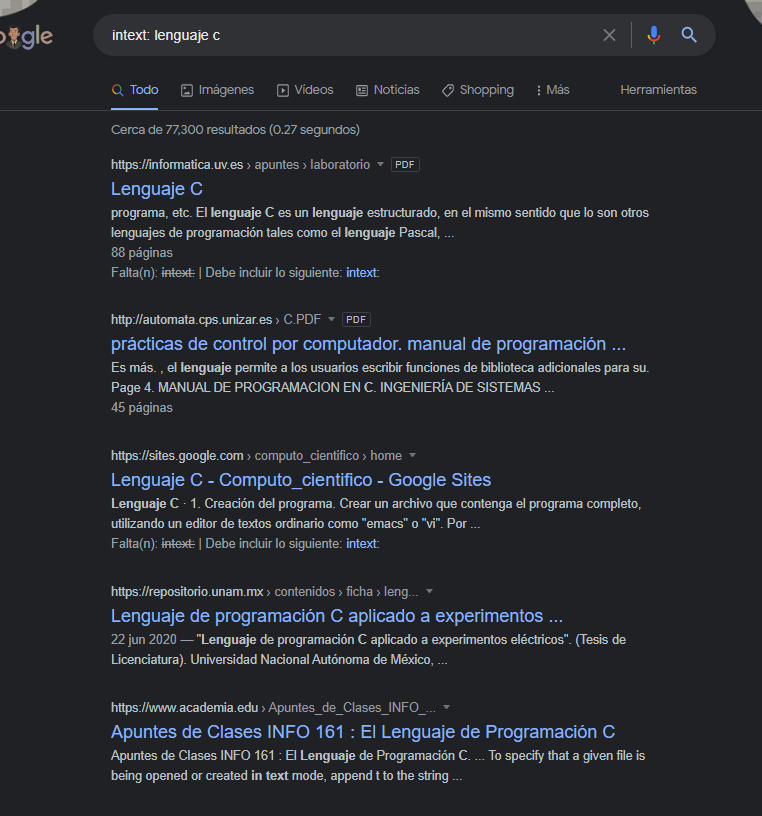 ogle
intext: lenguaje c
Todo Imágenes Vídeos Noticias Shopping Más Herramientas
Cerca de 77,300 resultados (0.27 segundos)
https://informatica.uv.es › apuntes › laboratorio PDF
Lenguaje C
programa, etc. El lenguaje C es un lenguaje estructurado, en el mismo sentido que lo son otros
lenguajes de programación tales como el lenguaje Pascal, ...
88 páginas
Falta(n): intext: | Debe incluir lo siguiente: intext:
http://automata.cps.unizar.es › C.PDF PDF
prácticas de control por computador. manual de programación ...
Es más. , el lenguaje permite a los usuarios escribir funciones de biblioteca adicionales para su.
Page 4. MANUAL DE PROGRAMACION EN C. INGENIERÍA DE SISTEMAS ...
45 páginas
https://sites.google.com › computo_cientifico › home
Lenguaje C - Computo_cientifico - Google Sites
Lenguaje C · 1. Creación del programa. Crear un archivo que contenga el programa completo,
utilizando un editor de textos ordinario como "emacs" o "vi". Por ...
Falta(n): intext: | Debe incluir lo siguiente: intext:
https://repositorio.unam.mx › contenidos › ficha › leng...
Lenguaje de programación C aplicado a experimentos ...
22 jun 2020 — "Lenguaje de programación C aplicado a experimentos eléctricos". (Tesis de
Licenciatura). Universidad Nacional Autónoma de México, ...
https://www.academia.edu › Apuntes_de_Clases_INFO_...
Apuntes de Clases INFO 161 : El Lenguaje de Programación C
Apuntes de Clases INFO 161 : El Lenguaje de Programación C. ... To specify that a given file is
being opened or created in text mode, append t to the string ...